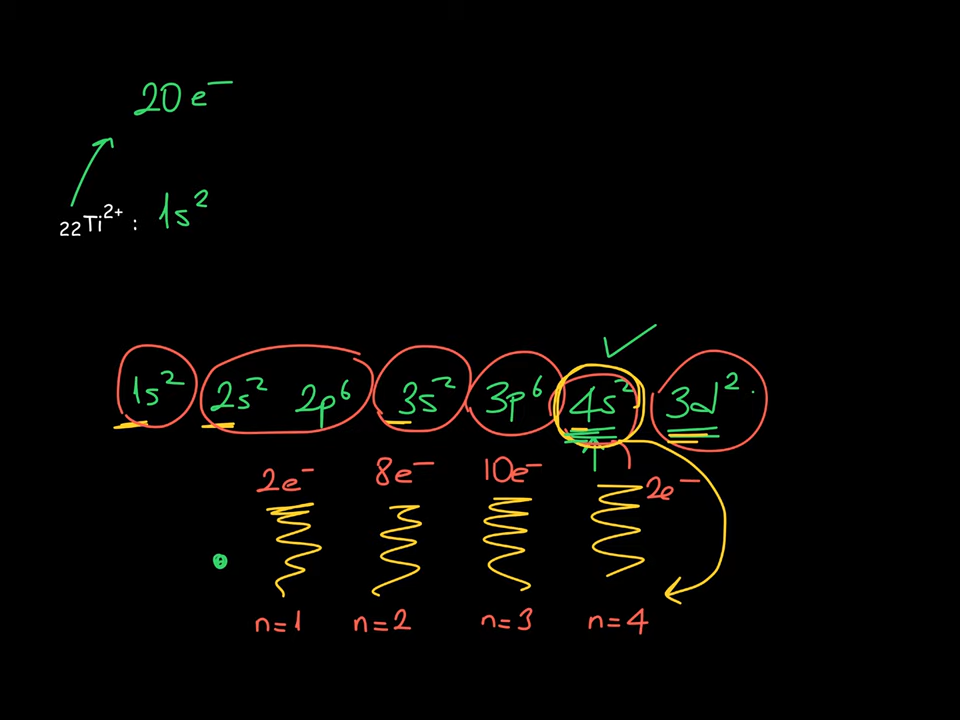 20 e⁻
₂₂Ti²⁺ : 1s²
1s² 2s² 2p⁶ 3s² 3p⁶ 4s² 3d²
2e⁻ 8e⁻ 10e⁻ 2e⁻
n=1 n=2 n=3 n=4